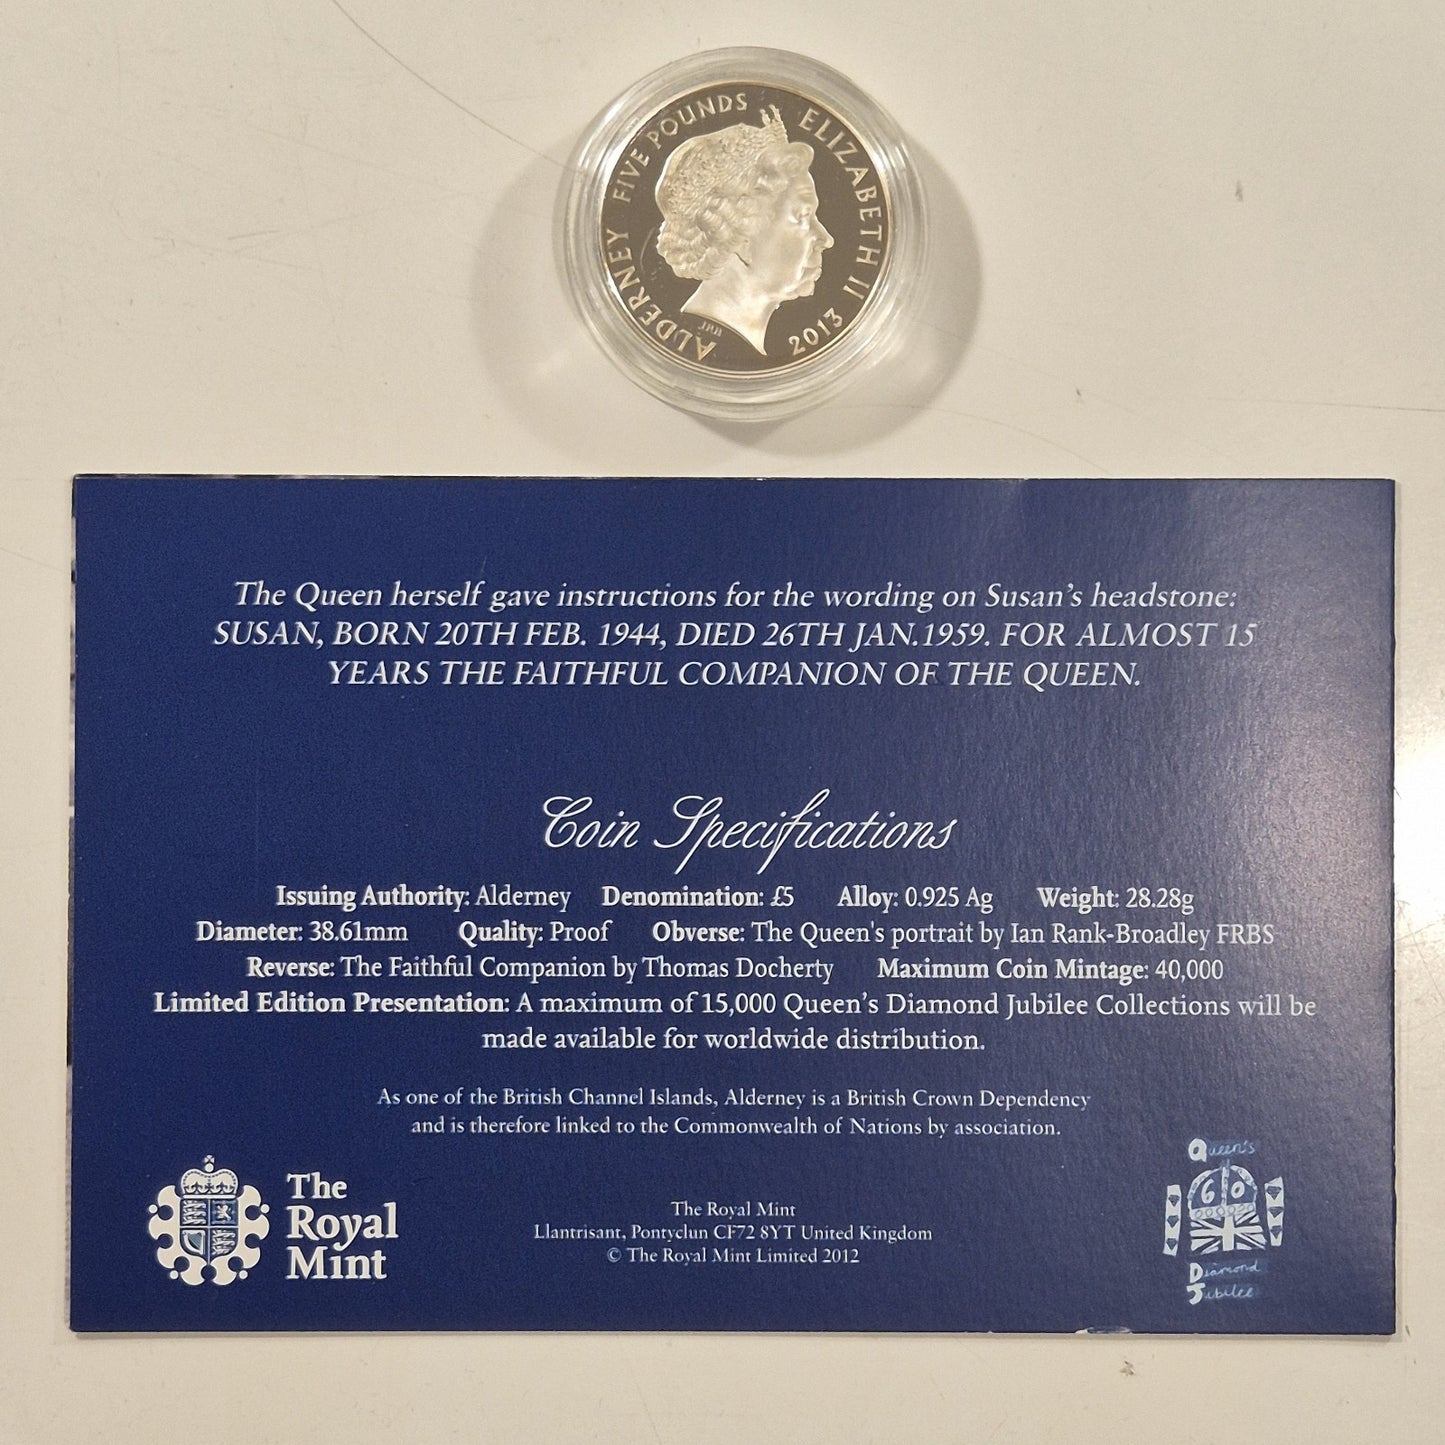 ALDERNEY FIVE POUNDS ELIZABETH II 2013
IRB
The Queen herself gave instructions for the wording on Susan's headstone:
SUSAN, BORN 20TH FEB. 1944, DIED 26TH JAN.1959. FOR ALMOST 15
YEARS THE FAITHFUL COMPANION OF THE QUEEN.
Coin Specifications
Issuing Authority: Alderney Denomination: £5 Alloy: 0.925 Ag Weight: 28.28g
Diameter: 38.61mm Quality: Proof Obverse: The Queen's portrait by Ian Rank-Broadley FRBS
Reverse: The Faithful Companion by Thomas Docherty Maximum Coin Mintage: 40,000
Limited Edition Presentation: A maximum of 15,000 Queen's Diamond Jubilee Collections will be
made available for worldwide distribution.
As one of the British Channel Islands, Alderney is a British Crown Dependency
and is therefore linked to the Commonwealth of Nations by association.
The
Royal
Mint
The Royal Mint
Llantrisant, Pontyclun CF72 8YT United Kingdom
© The Royal Mint Limited 2012
Queen's
60
Diamond
Jubilee